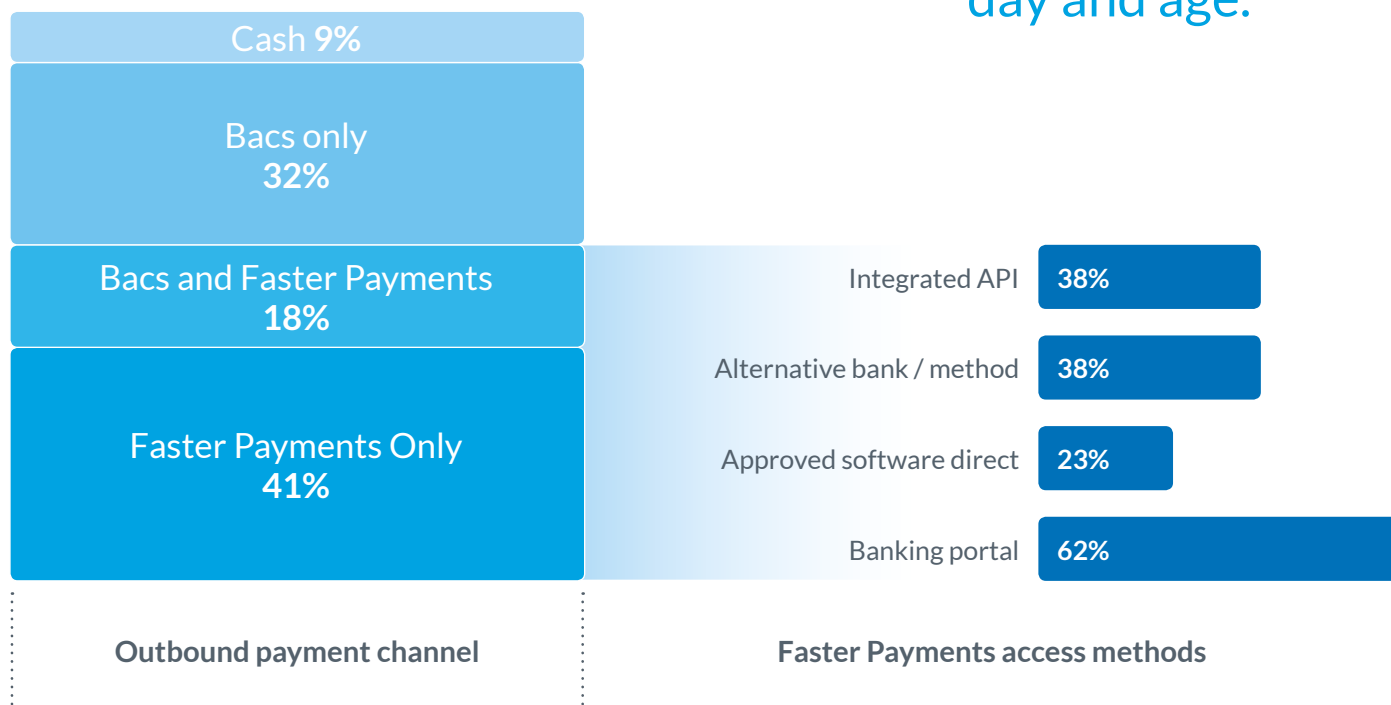 day and age.
Cash 9%
Bacs only
32%
Bacs and Faster Payments
18%
Faster Payments Only
41%
Integrated API 38%
Alternative bank / method 38%
Approved software direct 23%
Banking portal 62%
Outbound payment channel
Faster Payments access methods